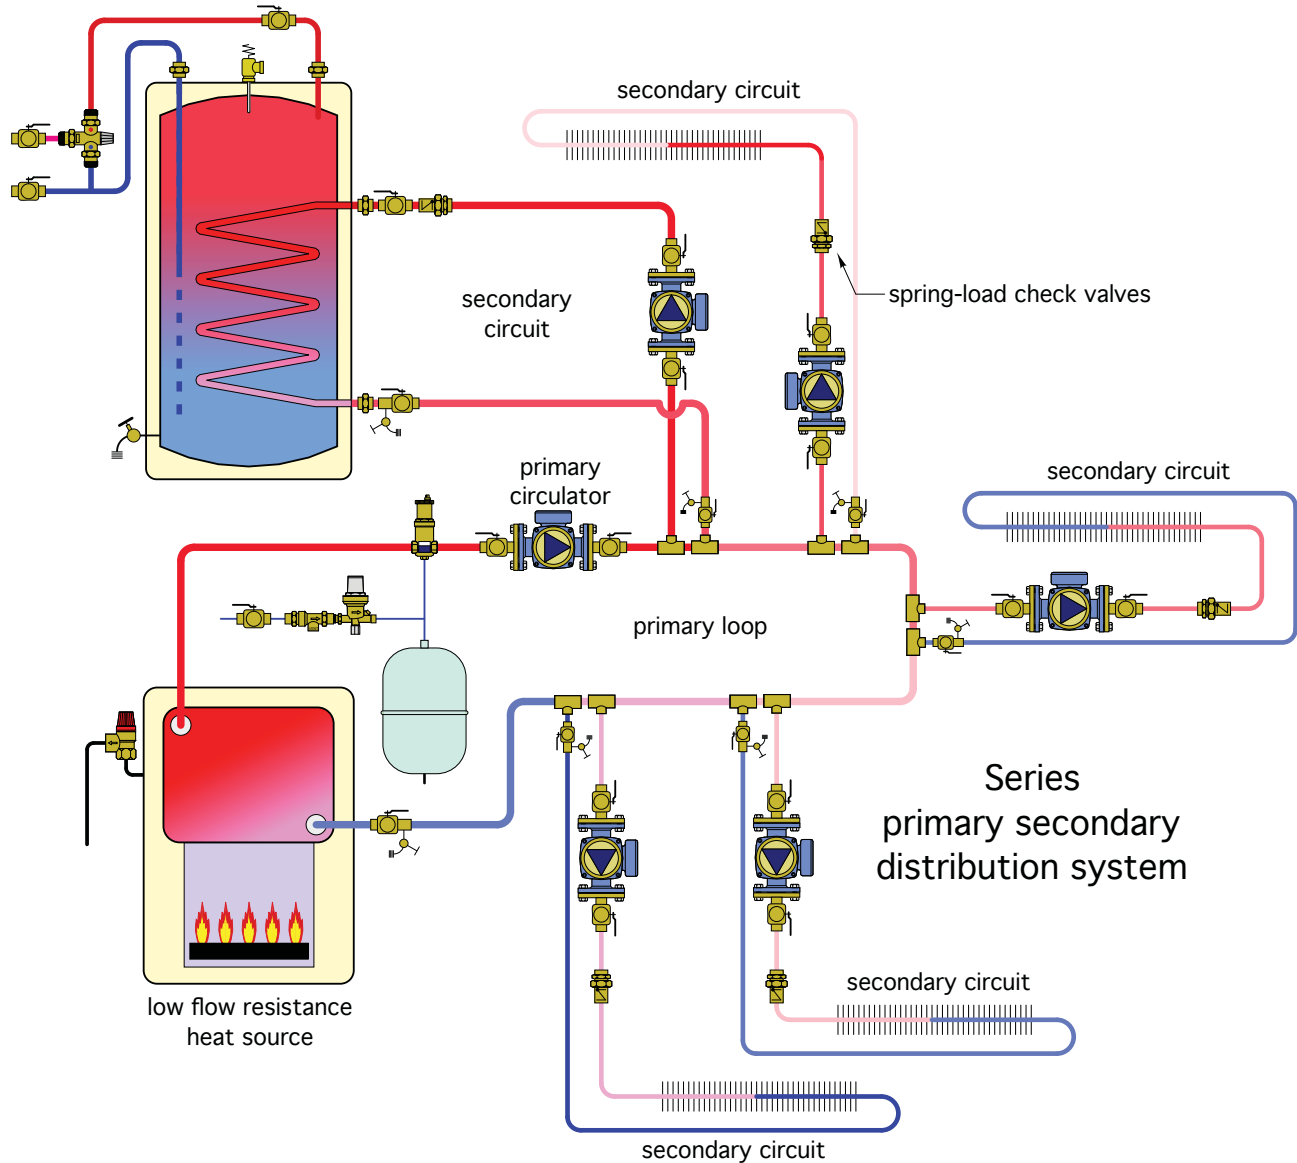 secondary circuit
secondary
circuit
spring-load check valves
primary
circulator
secondary circuit
primary loop
Series
primary secondary
distribution system
low flow resistance
heat source
secondary circuit
secondary circuit